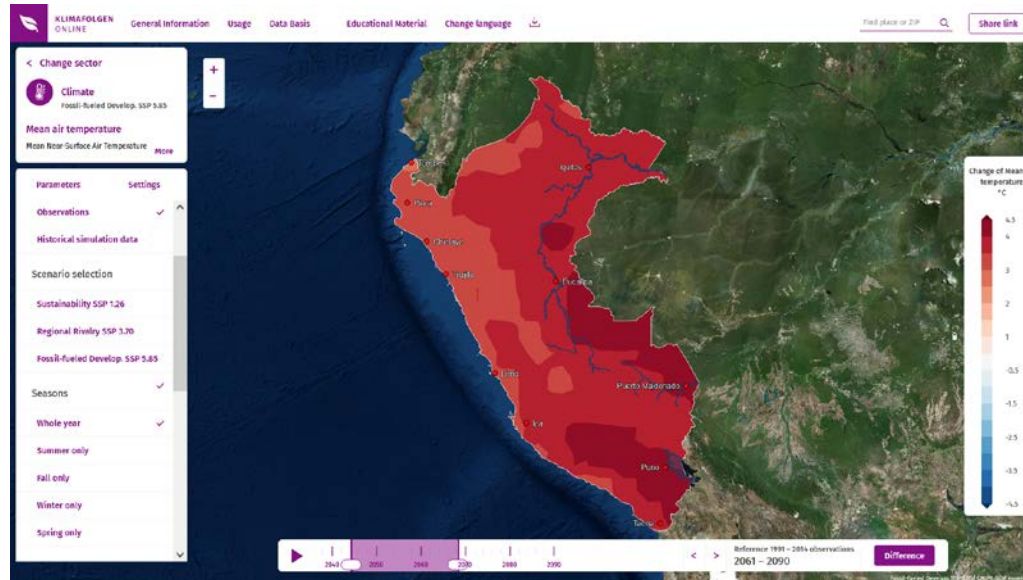 KLIMAFOLGEN
ONLINE
General Information
Usage
Data Basis
Educational Material
Change language
Find place or ZIP
Share link
< Change sector
Climate
Fossil-fueled Develop. SSP 5.85
Mean air temperature
Mean Near-Surface Air Temperature
More
+
-
Parameters
Settings
Observations
Historical simulation data
Scenario selection
Sustainability SSP 1.26
Regional Rivalry SSP 3.70
Fossil-fueled Develop. SSP 5.85
Seasons
Whole year
Summer only
Fall only
Winter only
Spring only
Tumbes
Piura
Chiclayo
Trujillo
Iquitos
Pucallpa
Lima
Puerto Maldonado
Ica
Puno
Tacna
Change of Mean
temperature
°C
4.5
4
3
2
1
-0.5
-1.5
-2.5
-3.5
-4.5
2040
2050
2060
2070
2080
2090
< >
Reference 1991 - 2014 observations
2061 - 2090
Difference